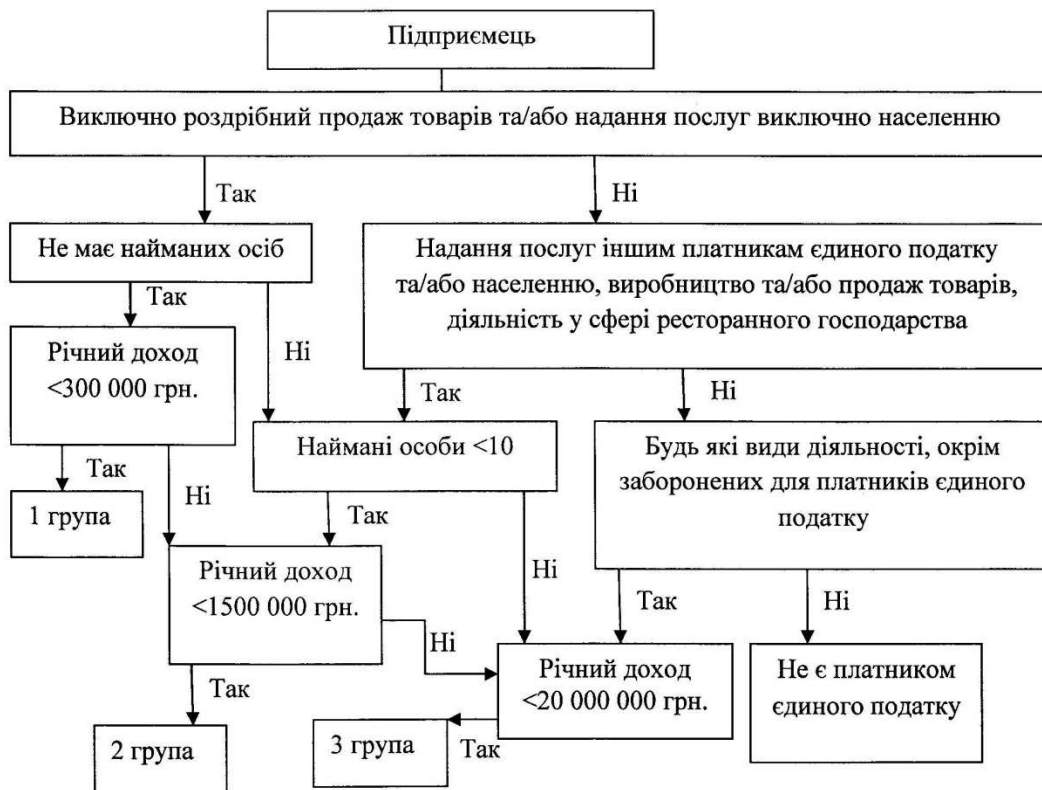 Підприємець
Виключно роздрібний продаж товарів та/або надання послуг виключно населенню
Так
Ні
Не має найманих осіб
Надання послуг іншим платникам єдиного податку
та/або населенню, виробництво та/або продаж товарів,
діяльність у сфері ресторанного господарства
Так
Ні
Річний доход
<300 000 грн.
Так
Ні
Наймані особи <10
Будь які види діяльності, окрім
заборонених для платників єдиного
податку
Так
Ні
1 група
Так
Ні
Річний доход
<1500 000 грн.
Так
Ні
Ні
Річний доход
<20 000 000 грн.
Не є платником
єдиного податку
Так
2 група
3 група
Так